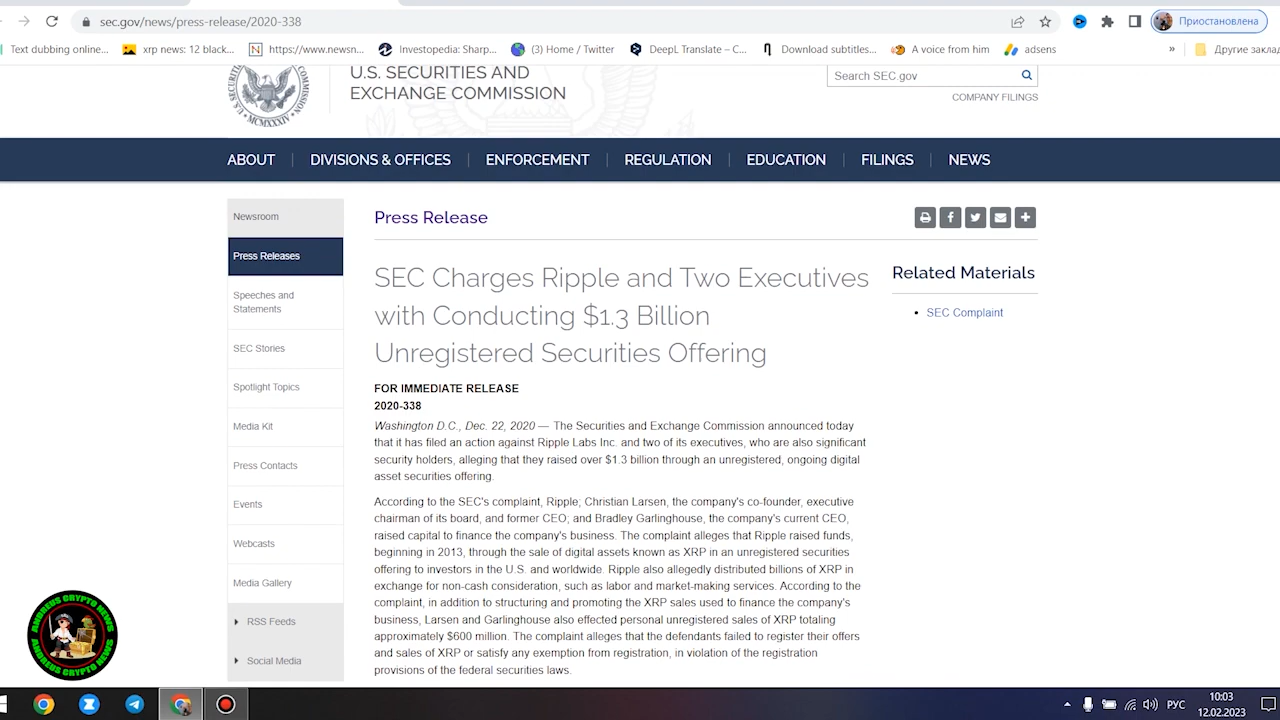 sec.gov/news/press-release/2020-338
Приостановлена
Text dubbing online...
xrp news: 12 black...
https://www.newsn...
Investopedia: Sharp...
(3) Home / Twitter
DeepL Translate – C...
Download subtitles...
A voice from him
adsens
»
Другие заклад
U.S. SECURITIES AND
EXCHANGE COMMISSION
MCMXXXIV
Search SEC.gov
COMPANY FILINGS
ABOUT
DIVISIONS & OFFICES
ENFORCEMENT
REGULATION
EDUCATION
FILINGS
NEWS
Newsroom
Press Releases
Speeches and
Statements
SEC Stories
Spotlight Topics
Media Kit
Press Contacts
Events
Webcasts
Media Gallery
RSS Feeds
Social Media
Press Release
SEC Charges Ripple and Two Executives
with Conducting $1.3 Billion
Unregistered Securities Offering
FOR IMMEDIATE RELEASE
2020-338
Washington D.C., Dec. 22, 2020 — The Securities and Exchange Commission announced today
that it has filed an action against Ripple Labs Inc. and two of its executives, who are also significant
security holders, alleging that they raised over $1.3 billion through an unregistered, ongoing digital
asset securities offering.
According to the SEC's complaint, Ripple; Christian Larsen, the company's co-founder, executive
chairman of its board, and former CEO; and Bradley Garlinghouse, the company's current CEO,
raised capital to finance the company's business. The complaint alleges that Ripple raised funds,
beginning in 2013, through the sale of digital assets known as XRP in an unregistered securities
offering to investors in the U.S. and worldwide. Ripple also allegedly distributed billions of XRP in
exchange for non-cash consideration, such as labor and market-making services. According to the
complaint, in addition to structuring and promoting the XRP sales used to finance the company's
business, Larsen and Garlinghouse also effected personal unregistered sales of XRP totaling
approximately $600 million. The complaint alleges that the defendants failed to register their offers
and sales of XRP or satisfy any exemption from registration, in violation of the registration
provisions of the federal securities laws.
Related Materials
SEC Complaint
ANDREUS CRYPTO NEWS
ANDREUS CRYPTO NEWS
РУС
10:03
12.02.2023